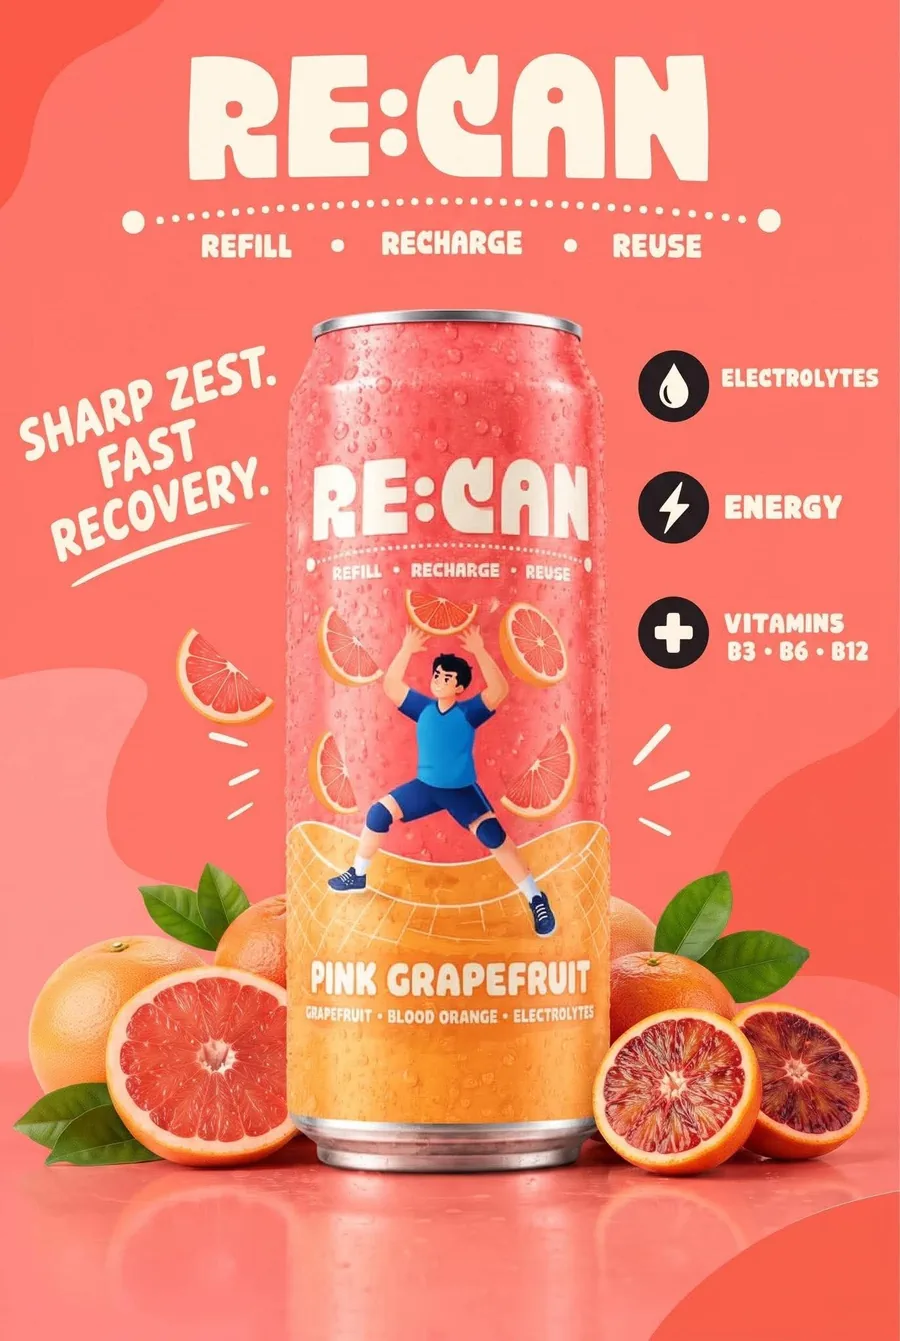 RE:CAN
REFILL • RECHARGE • REUSE
SHARP ZEST.
FAST
RECOVERY.
ELECTROLYTES
ENERGY
VITAMINS
B3 • B6 • B12
RE:CAN
REFILL • RECHARGE • REUSE
PINK GRAPEFRUIT
GRAPEFRUIT • BLOOD ORANGE • ELECTROLYTES